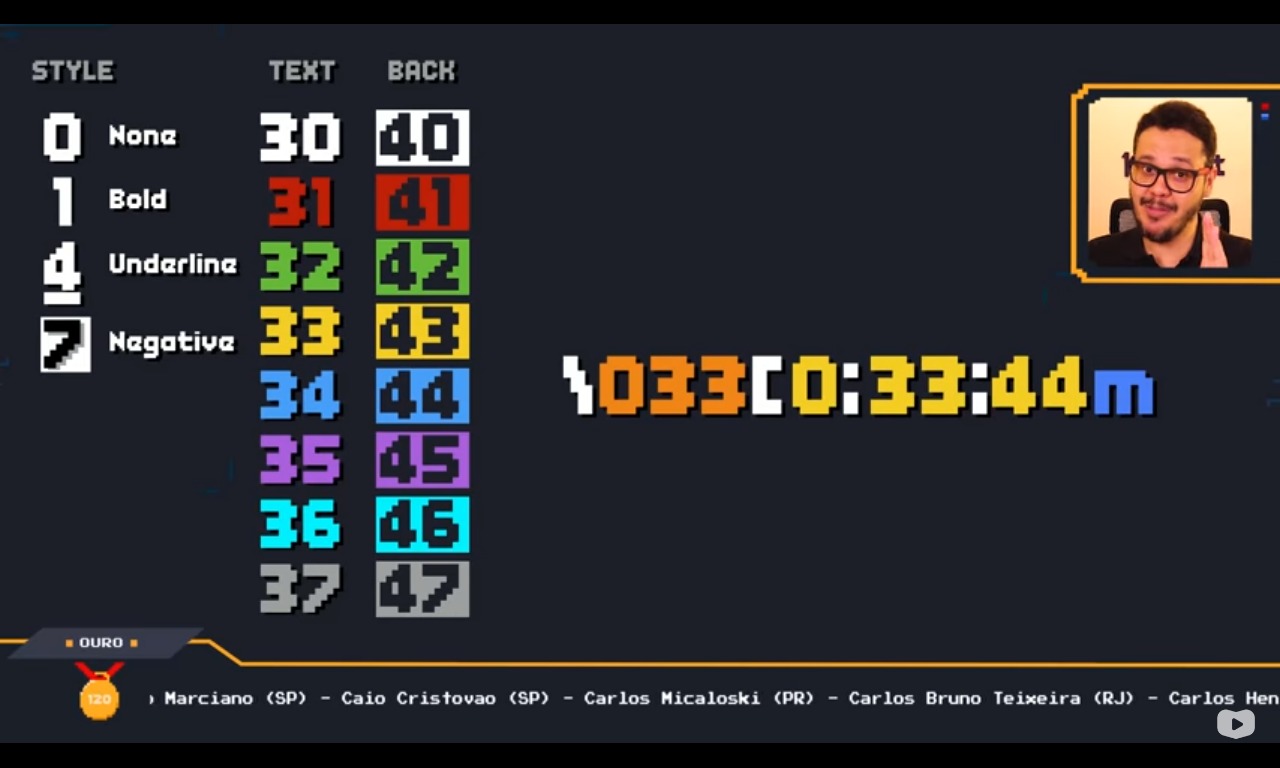 STYLE TEXT BACK
0 None 30 40
1 Bold 31 41
4 Underline 32 42
7 Negative 33 43
34 44
\033[0:33:44m
35 45
36 46
37 47
OURO
120
Marciano (SP) - Caio Cristovao (SP) - Carlos Micaloski (PR) - Carlos Bruno Teixeira (RJ) - Carlos Hen